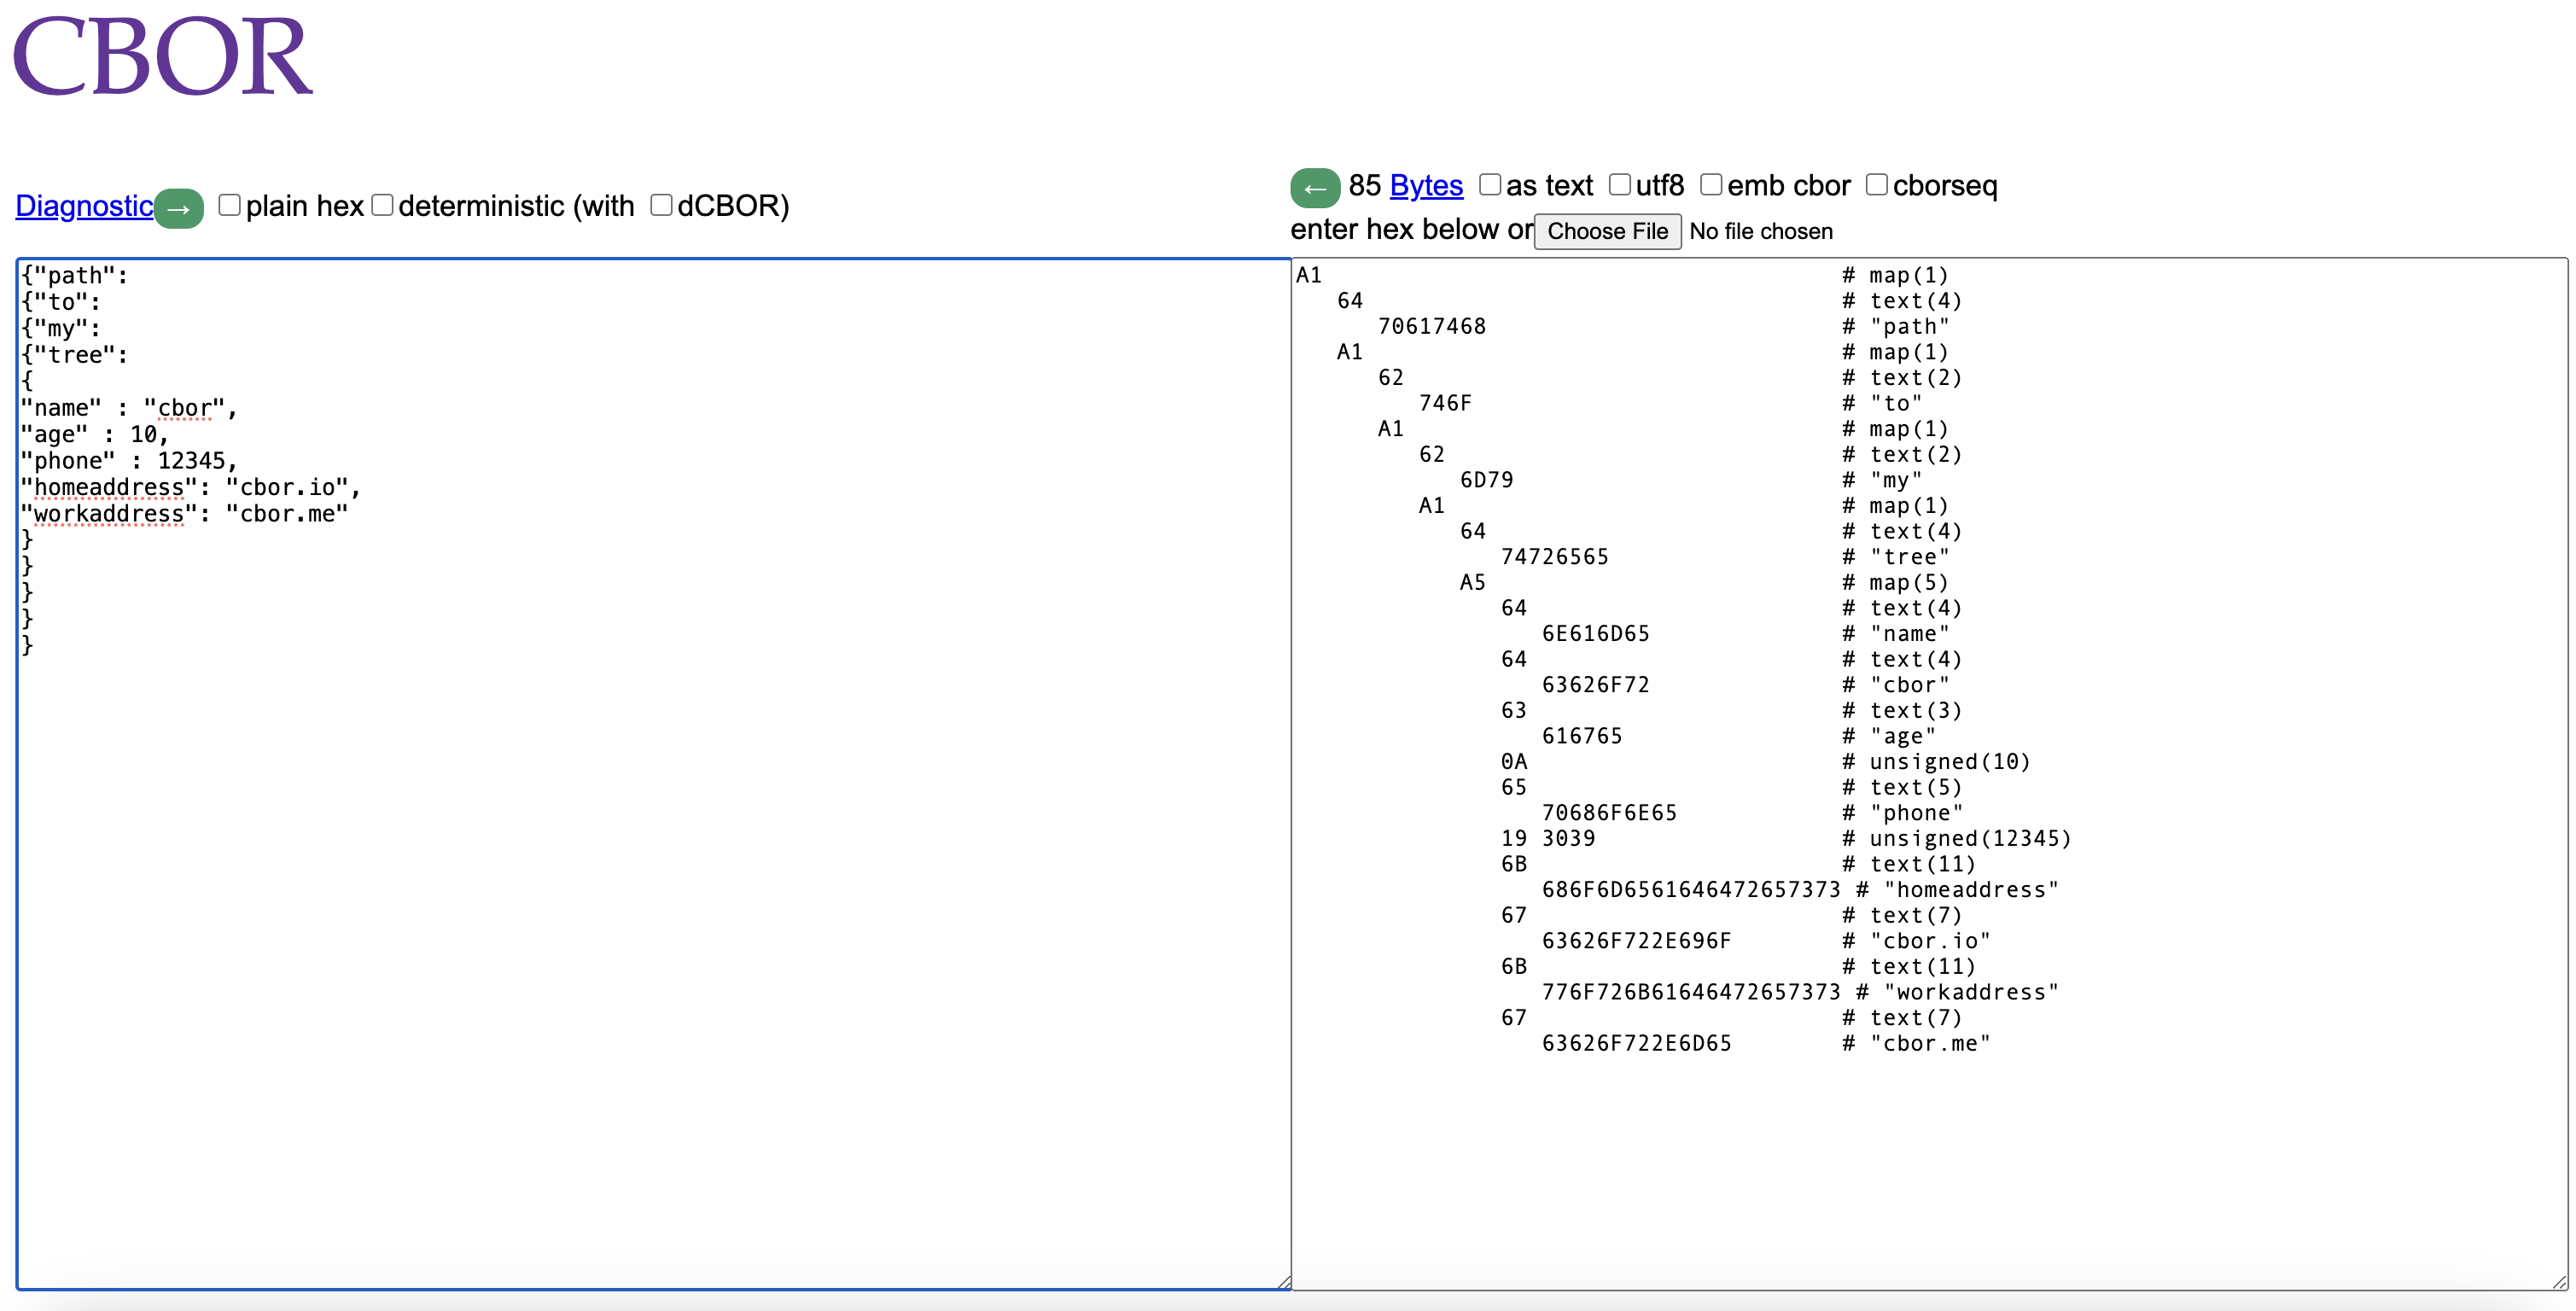 CBOR
Diagnostic → plain hex deterministic (with dCBOR)
{"path":
{"to":
{"my":
{"tree":
{
"name" : "cbor",
"age" : 10,
"phone" : 12345,
"homeaddress": "cbor.io",
"workaddress": "cbor.me"
}
}
}
}
}
← 85 Bytes as text utf8 emb cbor cborseq
enter hex below or Choose File No file chosen
A1 # map(1)
64 # text(4)
70617468 # "path"
A1 # map(1)
62 # text(2)
746F # "to"
A1 # map(1)
62 # text(2)
6D79 # "my"
A1 # map(1)
64 # text(4)
74726565 # "tree"
A5 # map(5)
64 # text(4)
6E616D65 # "name"
64 # text(4)
63626F72 # "cbor"
63 # text(3)
616765 # "age"
0A # unsigned(10)
65 # text(5)
70686F6E65 # "phone"
19 3039 # unsigned(12345)
6B # text(11)
686F6D6561646472657373 # "homeaddress"
67 # text(7)
63626F722E696F # "cbor.io"
6B # text(11)
776F726B61646472657373 # "workaddress"
67 # text(7)
63626F722E6D65 # "cbor.me"